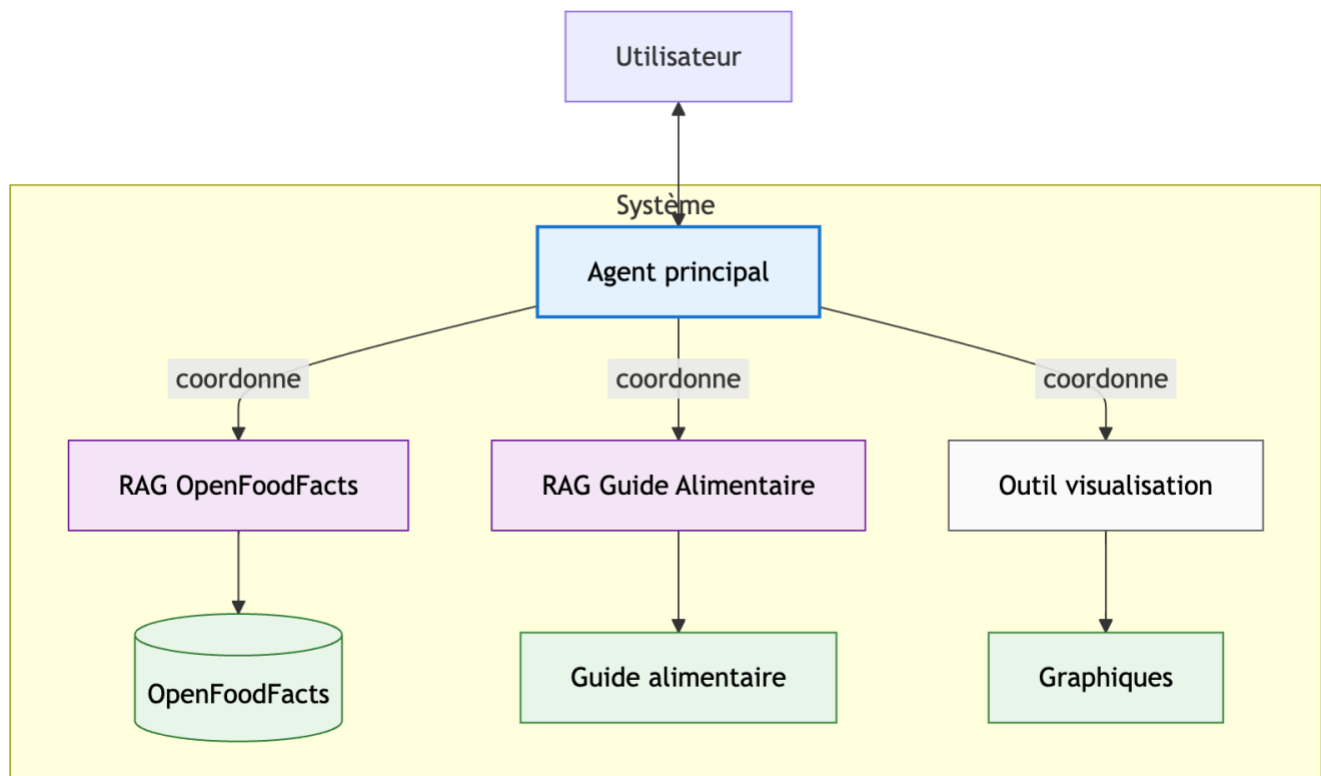 Utilisateur
Système
Agent principal
coordonne
coordonne
coordonne
RAG OpenFoodFacts
RAG Guide Alimentaire
Outil visualisation
OpenFoodFacts
Guide alimentaire
Graphiques